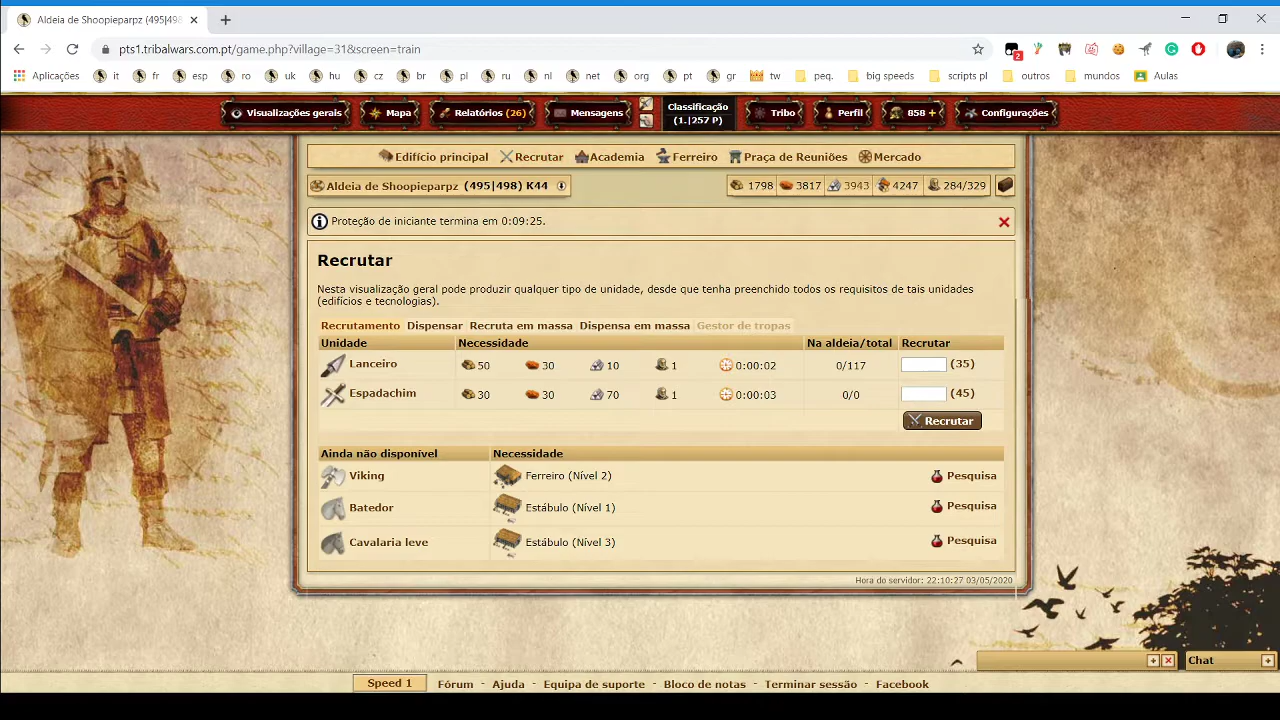 Aldeia de Shoopieparpz (495|498
pts1.tribalwars.com.pt/game.php?village=31&screen=train
2
Aplicações it fr esp ro uk hu cz br pl ru nl net org pt gr tw peq. big speeds scripts pl outros mundos Aulas
Visualizações gerais Mapa Relatórios (26) Mensagens Classificação (1.|257 P) Tribo Perfil 858 + Configurações
Edifício principal Recrutar Academia Ferreiro Praça de Reuniões Mercado
Aldeia de Shoopieparpz (495|498) K44 1798 3817 3943 4247 284/329
Proteção de iniciante termina em 0:09:25.
Recrutar
Nesta visualização geral pode produzir qualquer tipo de unidade, desde que tenha preenchido todos os requisitos de tais unidades
(edifícios e tecnologias).
Recrutamento Dispensar Recruta em massa Dispensa em massa Gestor de tropas
Unidade Necessidade Na aldeia/total Recrutar
Lanceiro 50 30 10 1 0:00:02 0/117 (35)
Espadachim 30 30 70 1 0:00:03 0/0 (45)
Recrutar
Ainda não disponível Necessidade
Viking Ferreiro (Nível 2) Pesquisa
Batedor Estábulo (Nível 1) Pesquisa
Cavalaria leve Estábulo (Nível 3) Pesquisa
Hora do servidor: 22:10:27 03/05/2020
Chat
Speed 1 Fórum - Ajuda - Equipa de suporte - Bloco de notas - Terminar sessão - Facebook